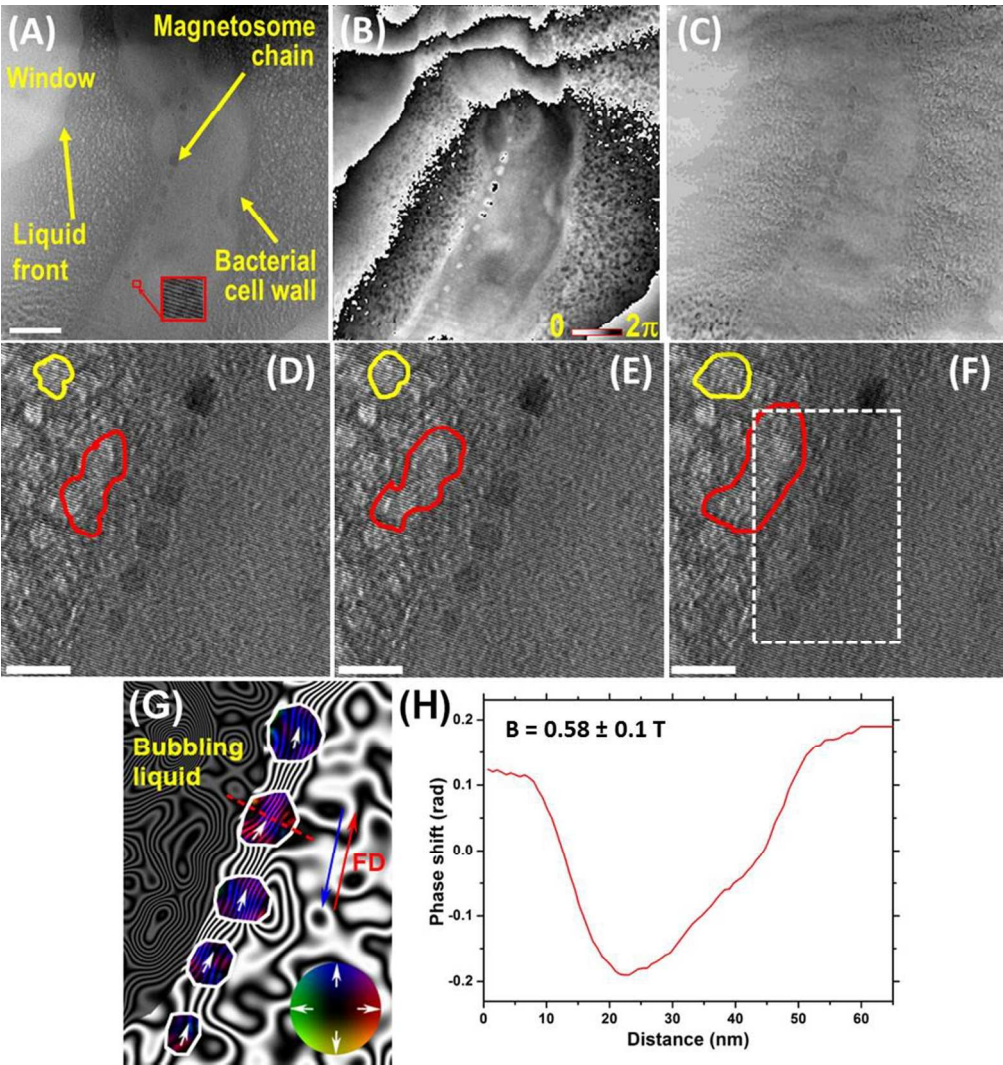 (A)
Magnetosome
chain
Window
Liquid
front
Bacterial
cell wall
(B)
0
2π
(C)
(D)
(E)
(F)
(G)
Bubbling
liquid
FD
(H)
B = 0.58 ± 0.1 T
Phase shift (rad)
0.2
0.1
0.0
-0.1
-0.2
0
10
20
30
40
50
60
Distance (nm)